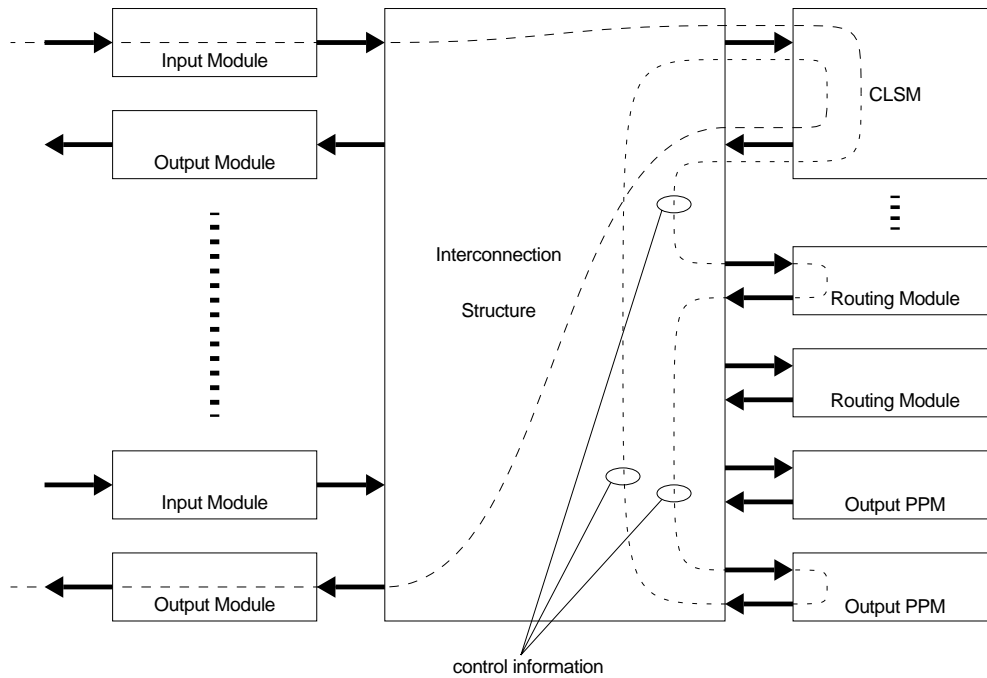 Input Module
CLSM
Output Module
Interconnection
Structure
Routing Module
Routing Module
Input Module
Output PPM
Output Module
Output PPM
control information